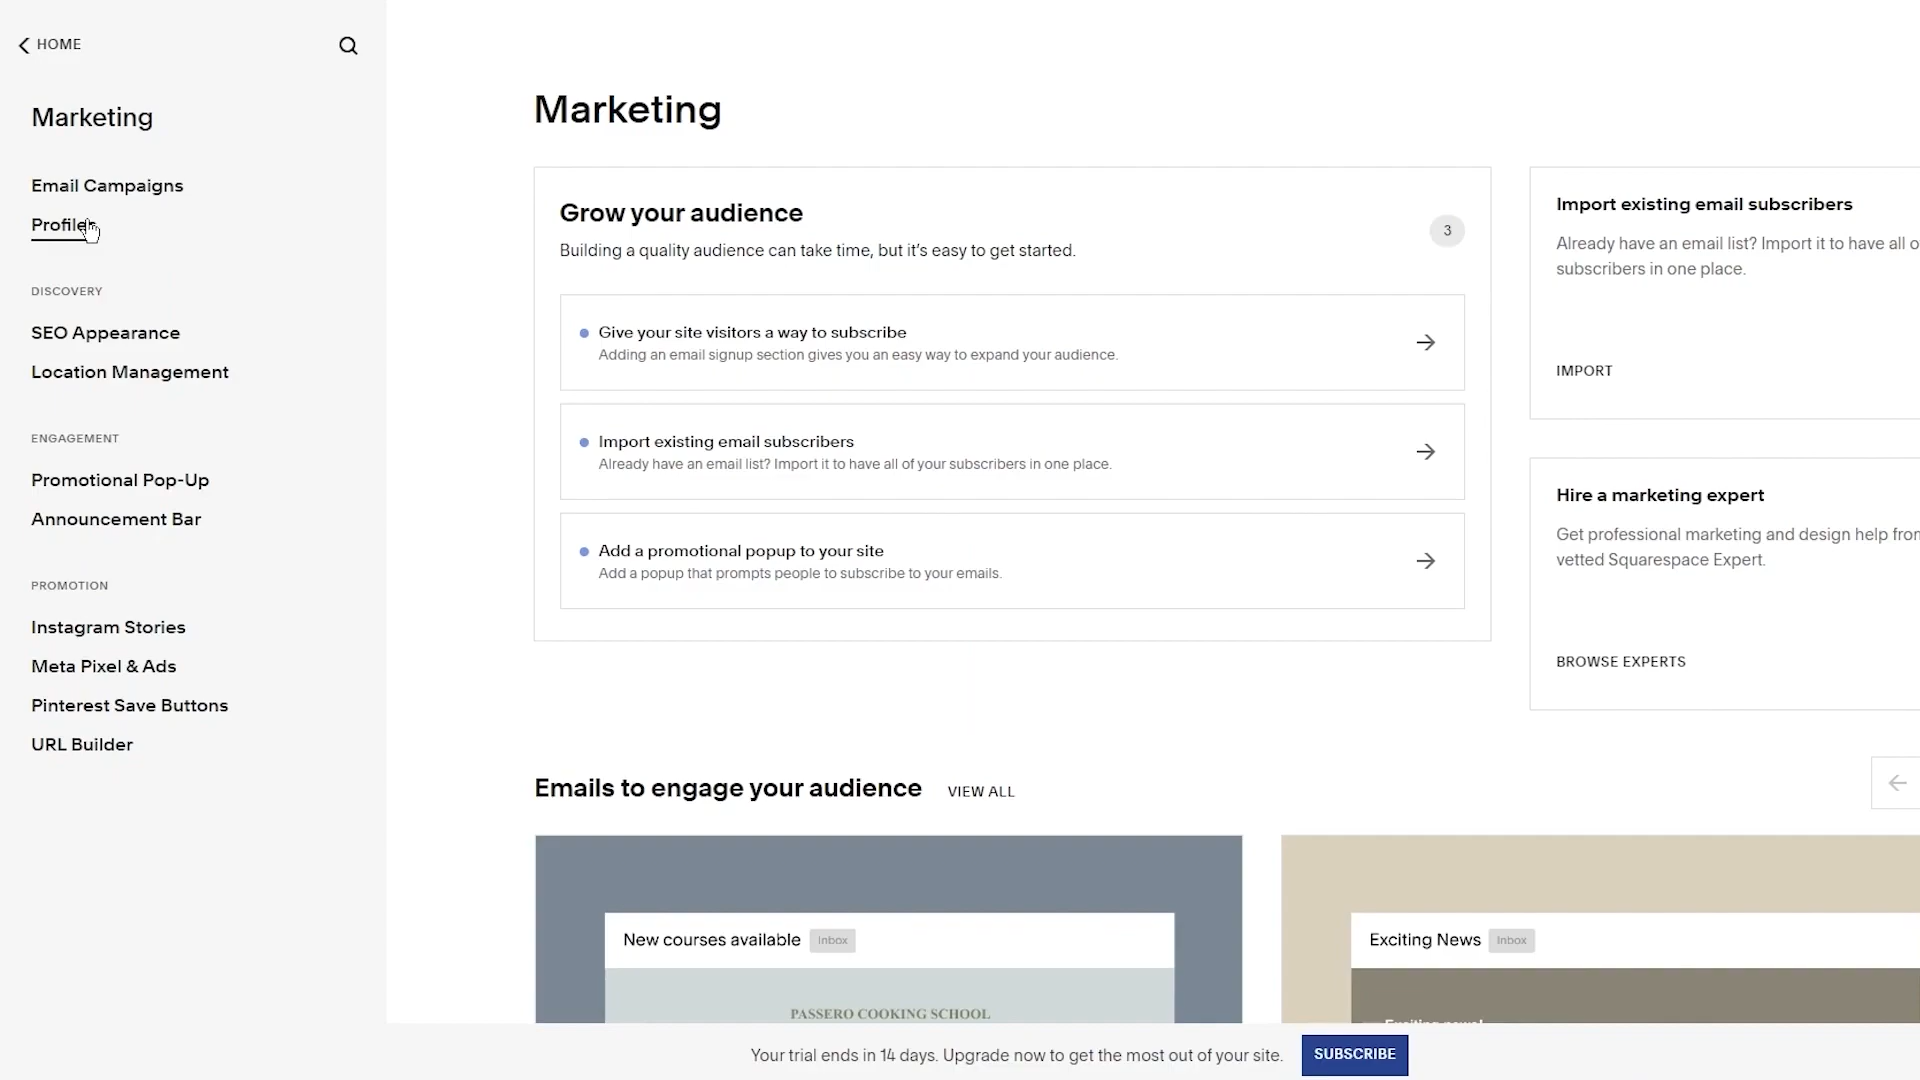 HOME
Marketing
Email Campaigns
Profiles
DISCOVERY
SEO Appearance
Location Management
ENGAGEMENT
Promotional Pop-Up
Announcement Bar
PROMOTION
Instagram Stories
Meta Pixel & Ads
Pinterest Save Buttons
URL Builder
Marketing
Grow your audience
Building a quality audience can take time, but it's easy to get started.
3
Give your site visitors a way to subscribe
Adding an email signup section gives you an easy way to expand your audience.
Import existing email subscribers
Already have an email list? Import it to have all of your subscribers in one place.
Add a promotional popup to your site
Add a popup that prompts people to subscribe to your emails.
Import existing email subscribers
Already have an email list? Import it to have all o
subscribers in one place.
IMPORT
Hire a marketing expert
Get professional marketing and design help from
vetted Squarespace Expert.
BROWSE EXPERTS
Emails to engage your audience VIEW ALL
New courses available Inbox
PASSERO COOKING SCHOOL
Exciting News Inbox
Exciting news!
Your trial ends in 14 days. Upgrade now to get the most out of your site. SUBSCRIBE